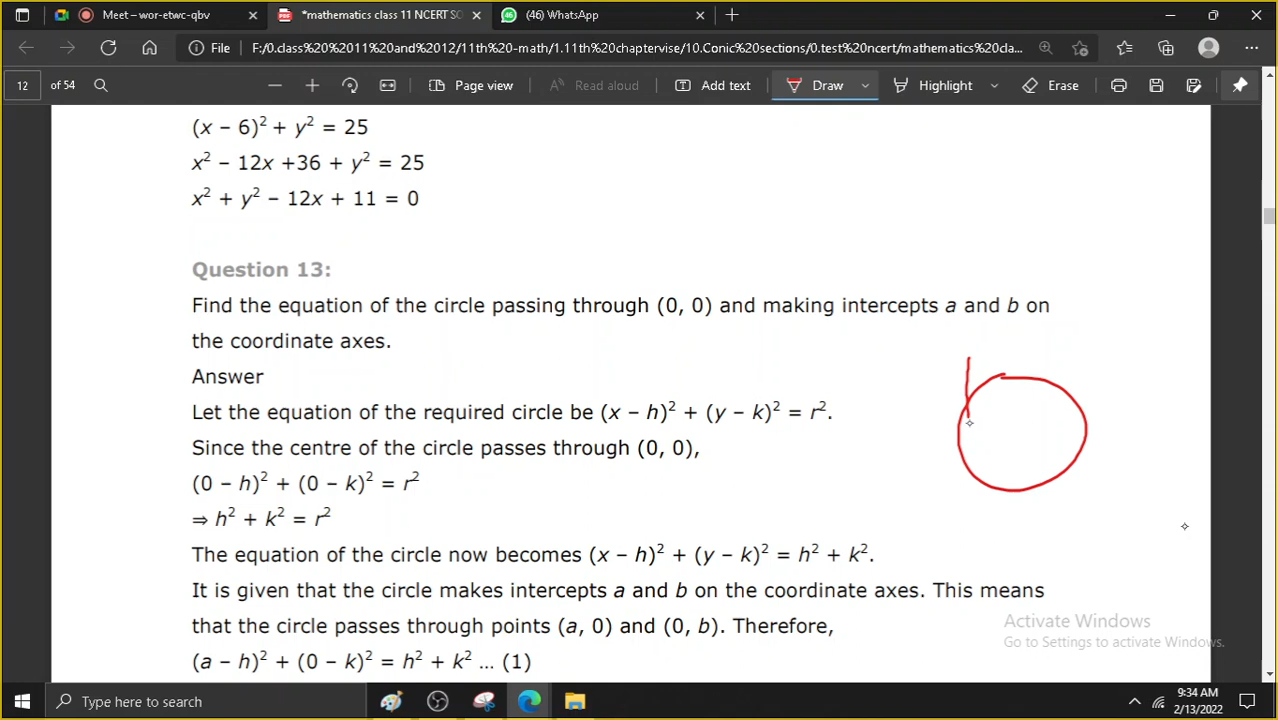 Meet – wor-etwc-qbv
*mathematics class 11 NCERT SO
(46) WhatsApp
File
F:/0.class%20%2011%20and%2012/11th%20-math/1.11th%20chaptervise/10.Conic%20sections/0.test%20ncert/mathematics%20cla...
12 of 54
Page view
Read aloud
Add text
Draw
Highlight
Erase
(x – 6)² + y² = 25
x² – 12x +36 + y² = 25
x² + y² – 12x + 11 = 0
Question 13:
Find the equation of the circle passing through (0, 0) and making intercepts a and b on
the coordinate axes.
Answer
Let the equation of the required circle be (x – h)² + (y – k)² = r².
Since the centre of the circle passes through (0, 0),
(0 – h)² + (0 – k)² = r²
⇒ h² + k² = r²
The equation of the circle now becomes (x – h)² + (y – k)² = h² + k².
It is given that the circle makes intercepts a and b on the coordinate axes. This means
that the circle passes through points (a, 0) and (0, b). Therefore,
(a – h)² + (0 – k)² = h² + k² … (1)
Activate Windows
Go to Settings to activate Windows.
Type here to search
9:34 AM
2/13/2022